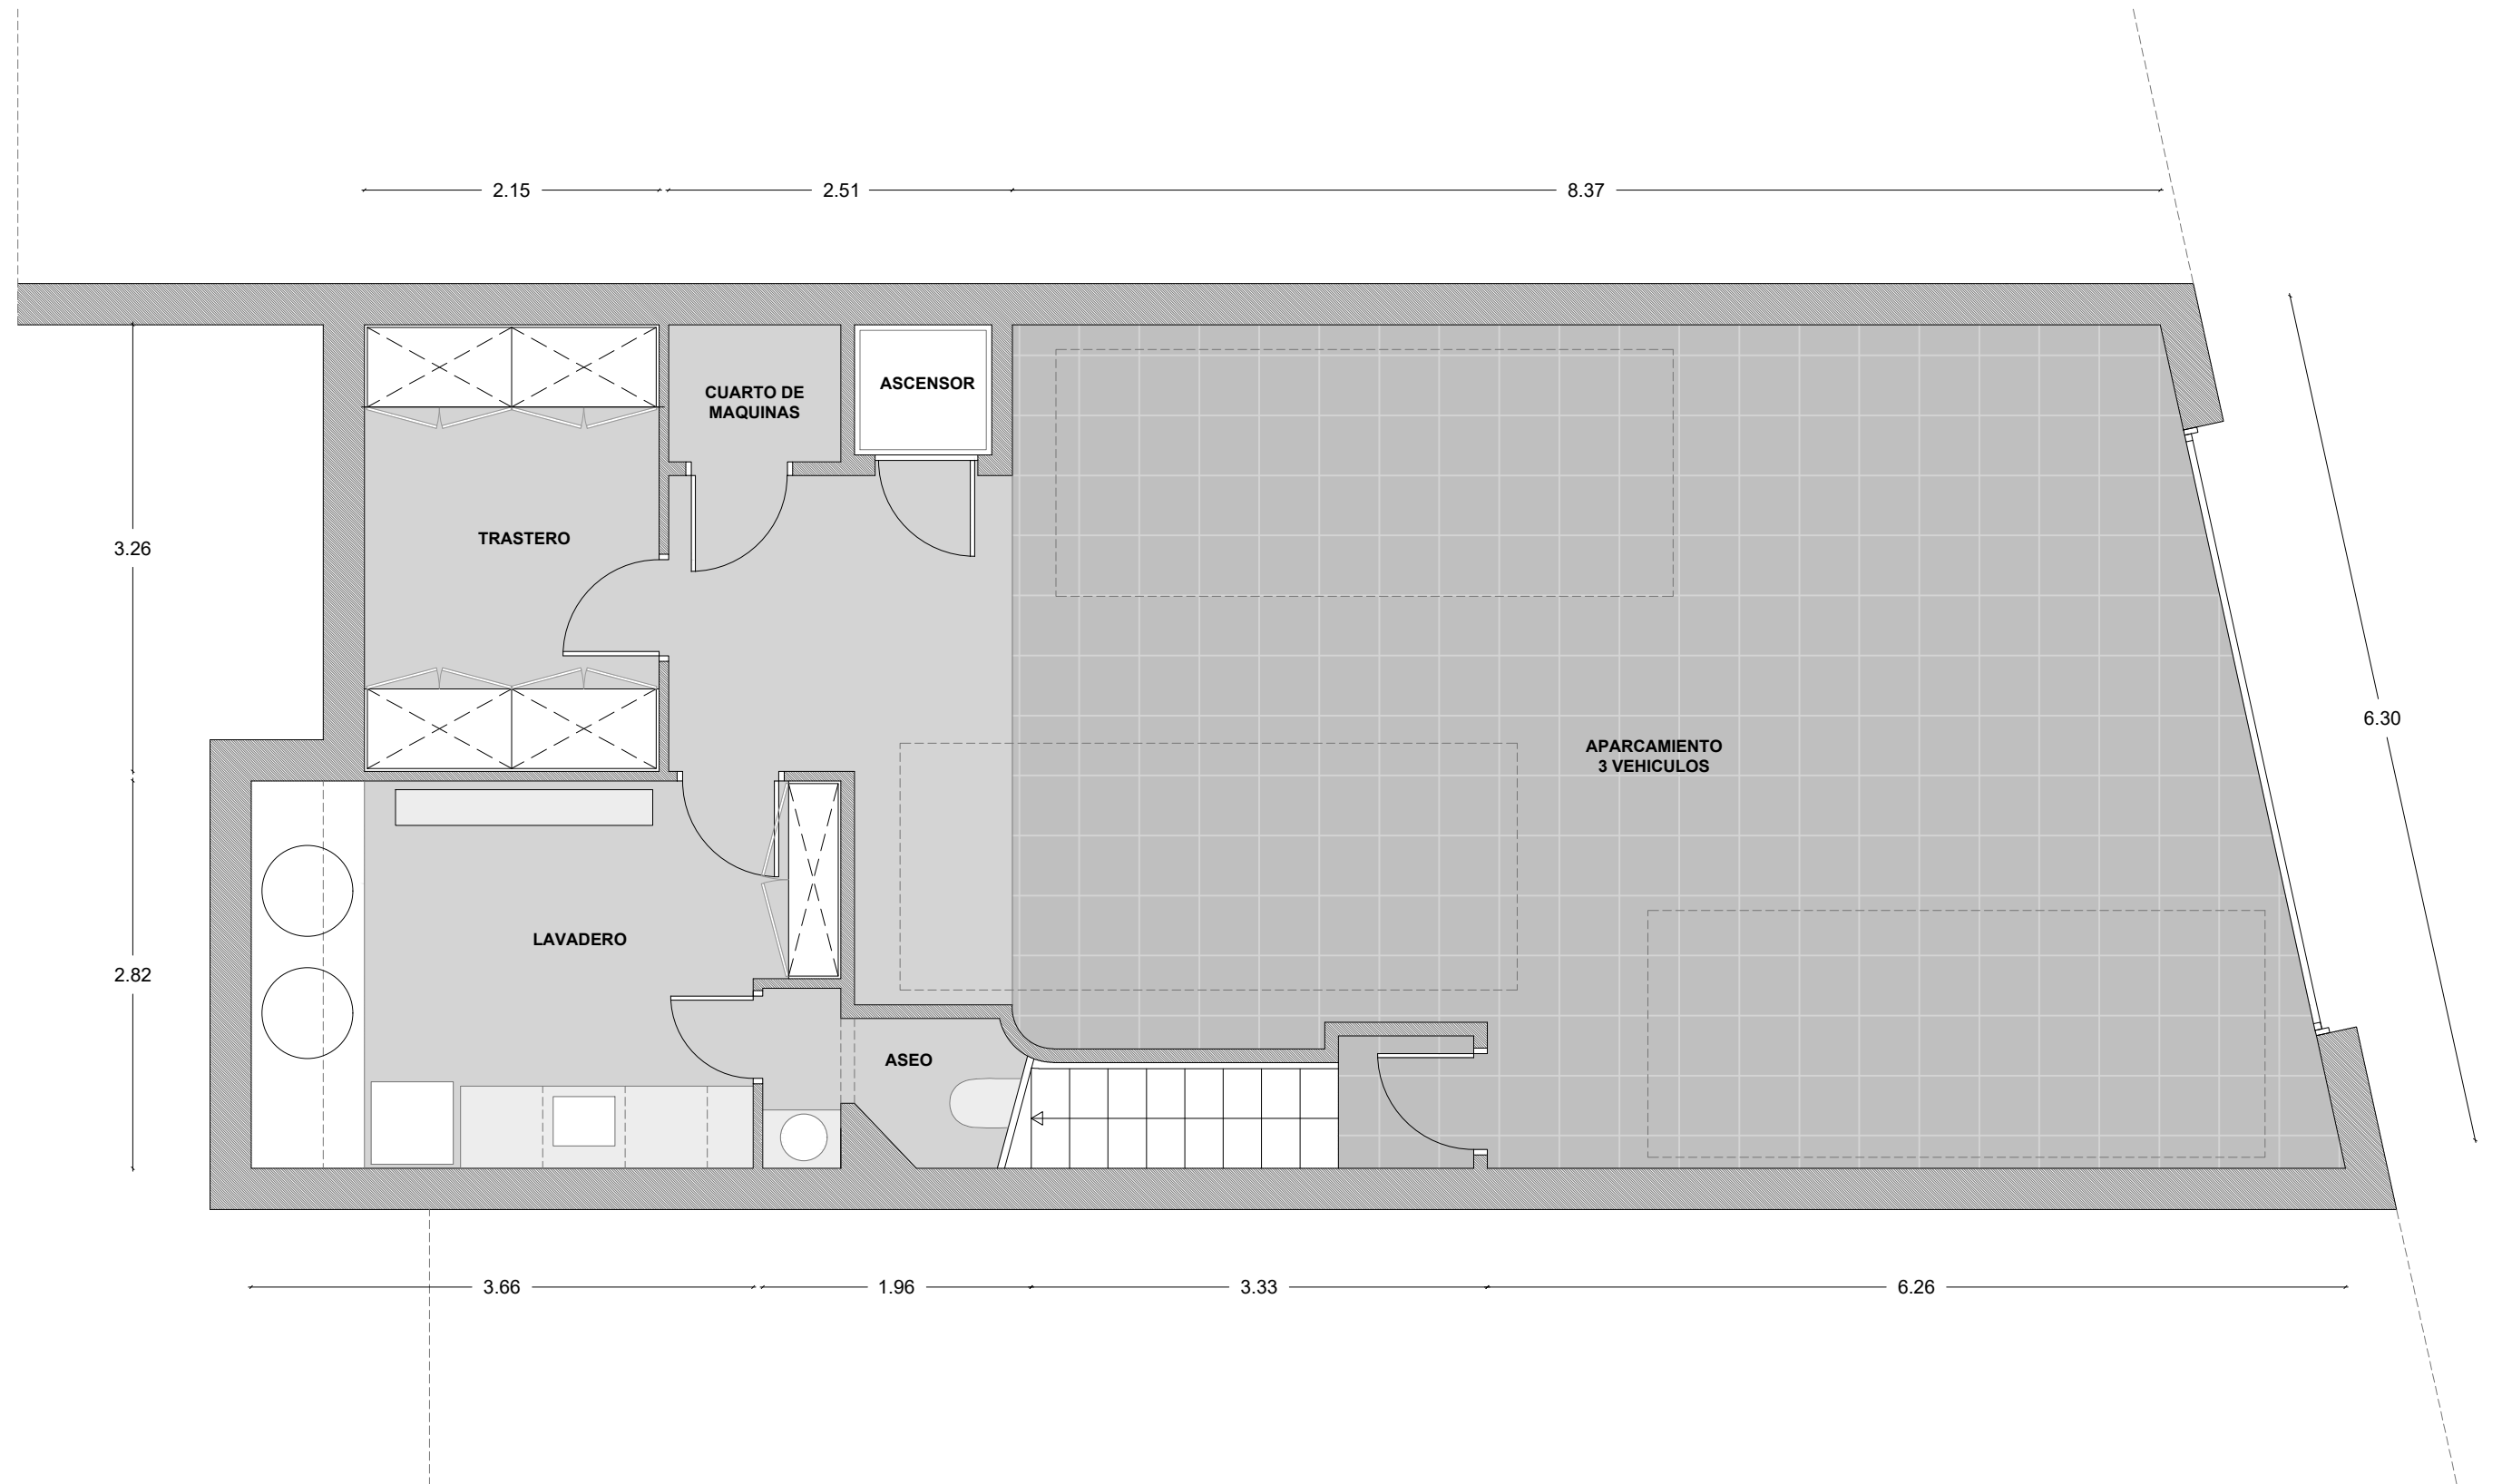 2.15
2.51
8.37
CUARTO DE
MAQUINAS
ASCENSOR
TRASTERO
3.26
6.30
APARCAMIENTO
3 VEHICULOS
LAVADERO
2.82
ASEO
3.66
1.96
3.33
6.26